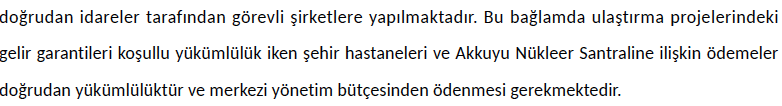 doğrudan idareler tarafından görevli şirketlere yapılmaktadır. Bu bağlamda ulaştırma projelerindeki
gelir garantileri koşullu yükümlülük iken şehir hastaneleri ve Akkuyu Nükleer Santraline ilişkin ödemeler
doğrudan yükümlülüktür ve merkezi yönetim bütçesinden ödenmesi gerekmektedir.